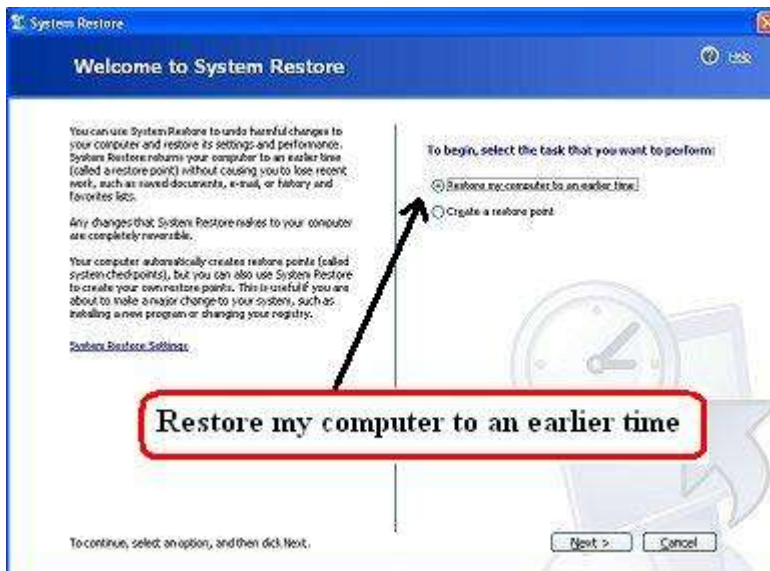 System Restore
Welcome to System Restore
Help
You can use System Restore to undo harmful changes to
your computer and restore its settings and performance.
System Restore returns your computer to an earlier time
(called a restore point) without causing you to lose recent
work, such as saved documents, e-mail, or history and
favorites lists.
Any changes that System Restore makes to your computer
are completely reversible.
Your computer automatically creates restore points (called
system checkpoints), but you can also use System Restore
to create your own restore points. This is useful if you are
about to make a major change to your system, such as
installing a new program or changing your registry.
System Restore Settings
To begin, select the task that you want to perform:
Restore my computer to an earlier time
Create a restore point
Restore my computer to an earlier time
To continue, select an option, and then click Next.
Next >
Cancel